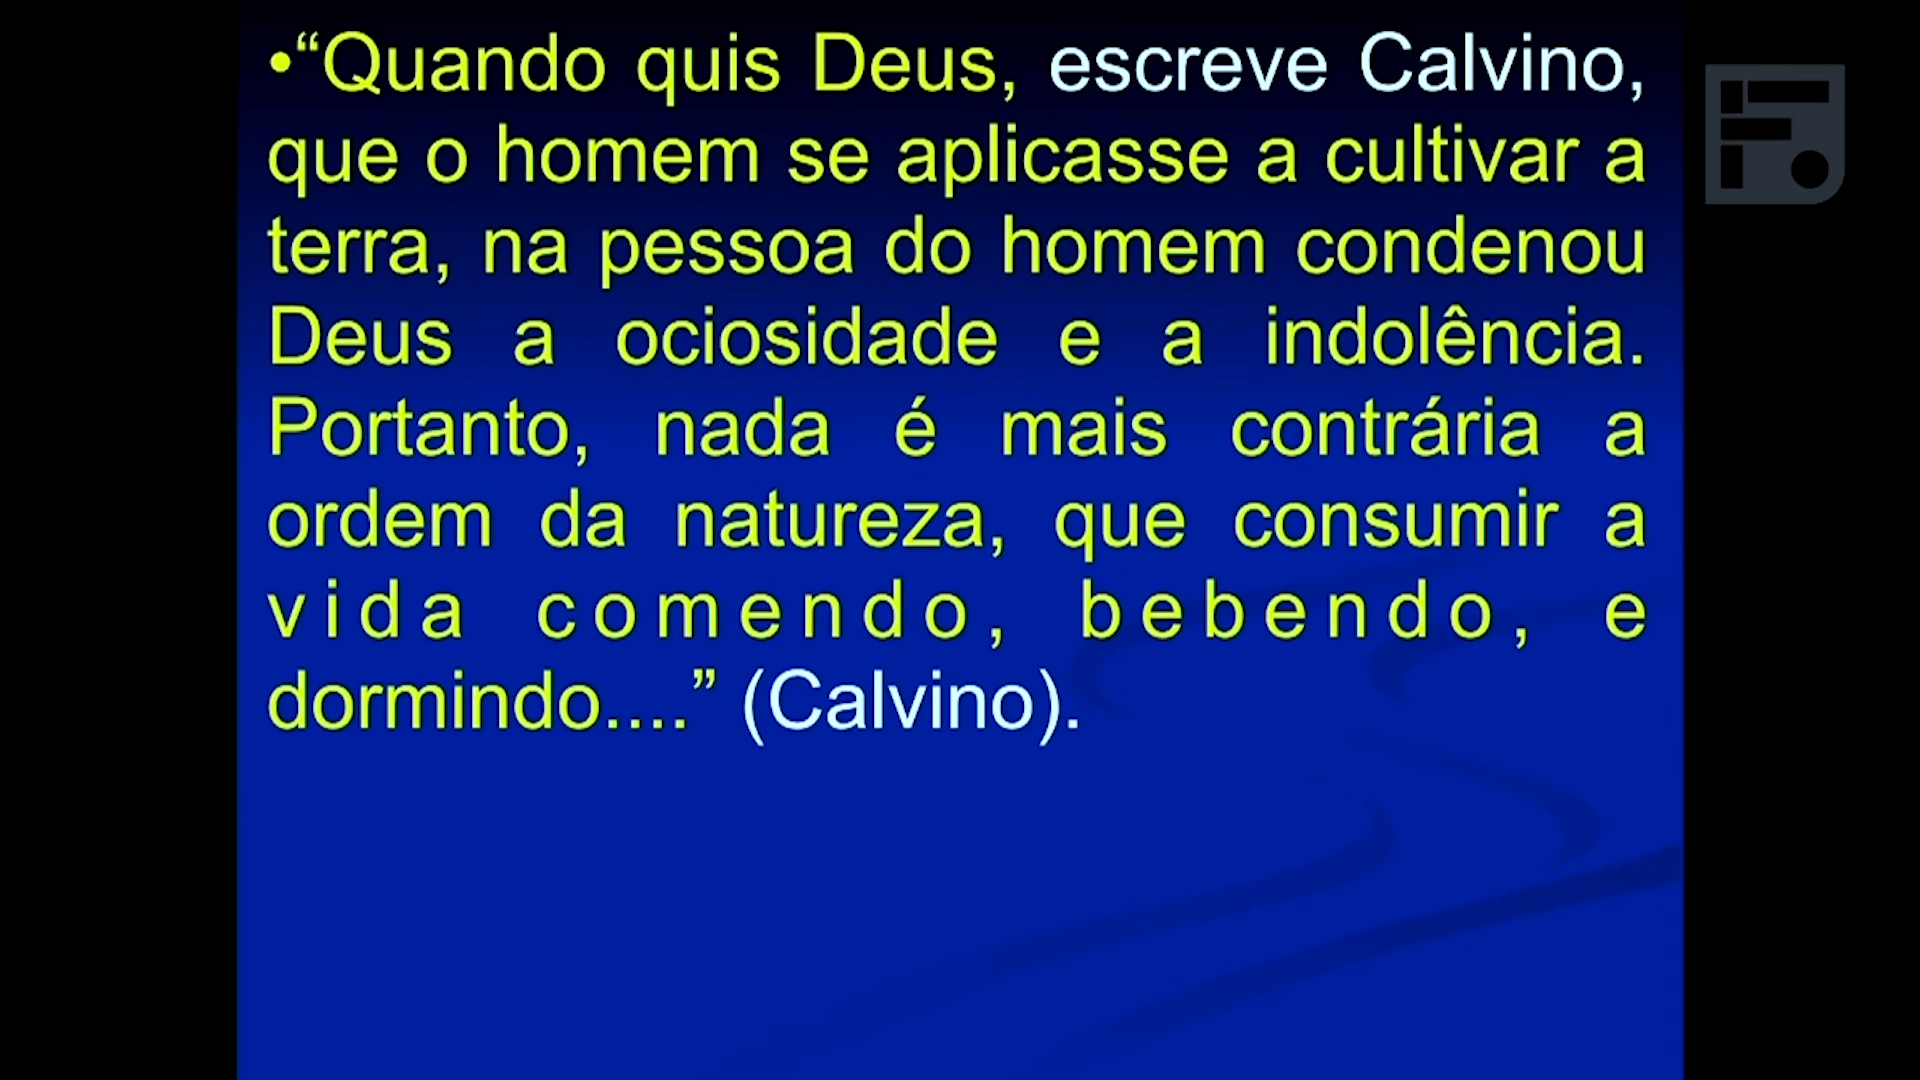 •“Quando quis Deus, escreve Calvino,
que o homem se aplicasse a cultivar a
terra, na pessoa do homem condenou
Deus a ociosidade e a indolência.
Portanto, nada é mais contrária a
ordem da natureza, que consumir a
vida comendo, bebendo, e
dormindo....” (Calvino).